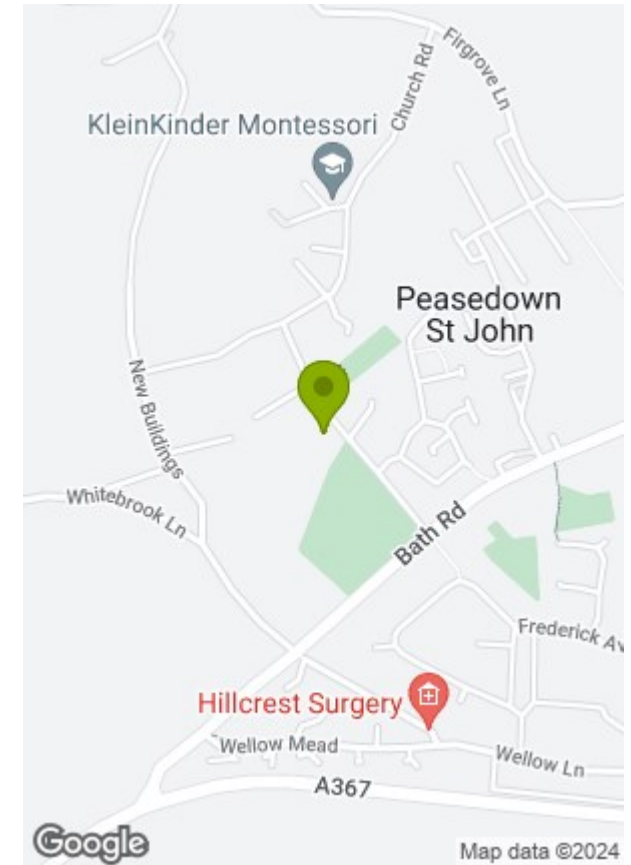 Firgrove Ln
Church Rd
KleinKinder Montessori
Peasedown
St John
New Buildings
Whitebrook Ln
Bath Rd
Frederick Av
Hillcrest Surgery
Wellow Mead
Wellow Ln
A367
Google
Map data ©2024